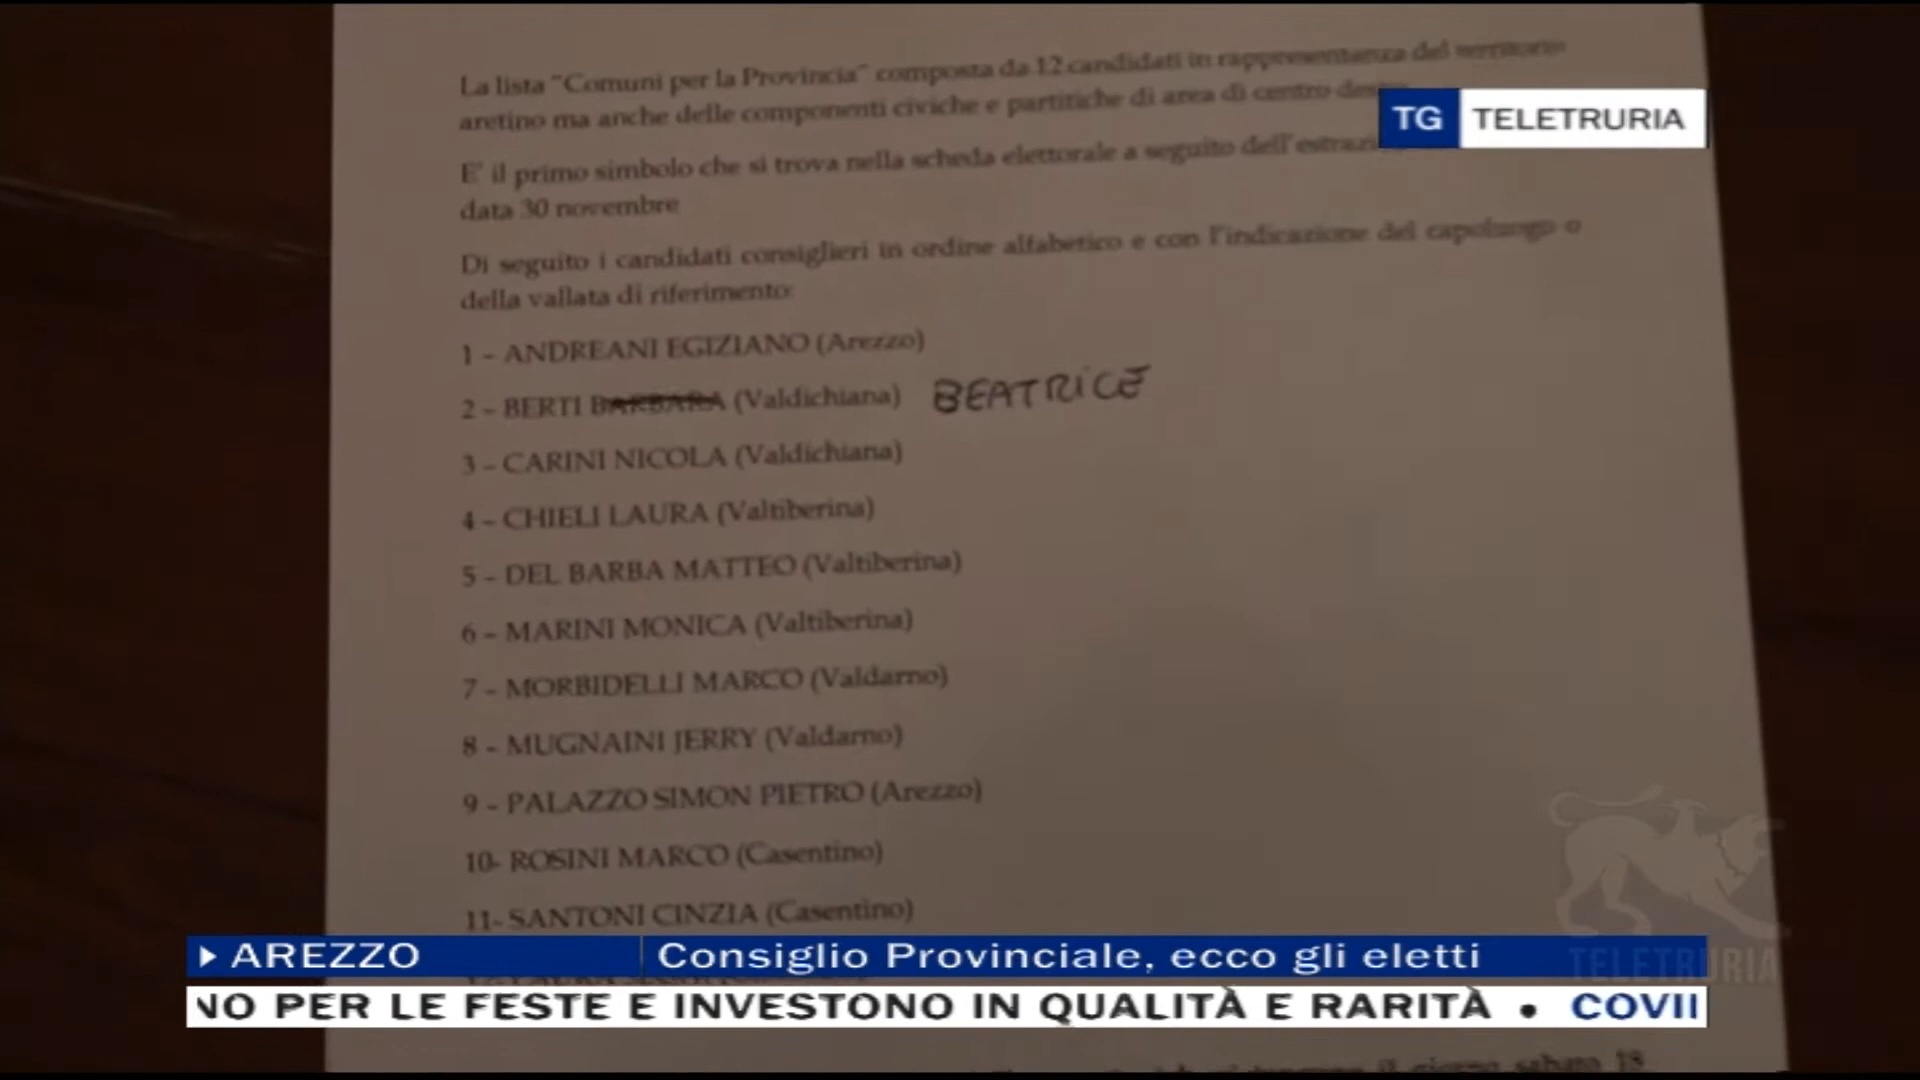 La lista "Comuni per la Provincia" composta da 12 candidati in rappresentanza del territorio
aretino ma anche delle componenti civiche e partitiche di area di centro
TG TELETRURIA
E' il primo simbolo che si trova nella scheda elettorale a seguito
data 30 novembre
Di seguito i candidati consiglieri in ordine alfabetico e con l'indicazione del capoluogo o
della vallata di riferimento:
1 - ANDREANI EGIZIANO (Arezzo)
2 - BERTI BARBARA (Valdichiana) BEATRICE
3 - CARINI NICOLA (Valdichiana)
4 - CHIELI LAURA (Valtiberina)
5 - DEL BARBA MATTEO (Valtiberina)
6 - MARINI MONICA (Valtiberina)
7 - MORBIDELLI MARCO (Valdarno)
8 - MUGNAINI JERRY (Valdarno)
9 - PALAZZO SIMON PIETRO (Arezzo)
10- ROSINI MARCO (Casentino)
11- SANTONI CINZIA (Casentino)
AREZZO Consiglio Provinciale, ecco gli eletti
TELETRURIA
NO PER LE FESTE E INVESTONO IN QUALITÀ E RARITÀ • COVI
il giorno sabato 18